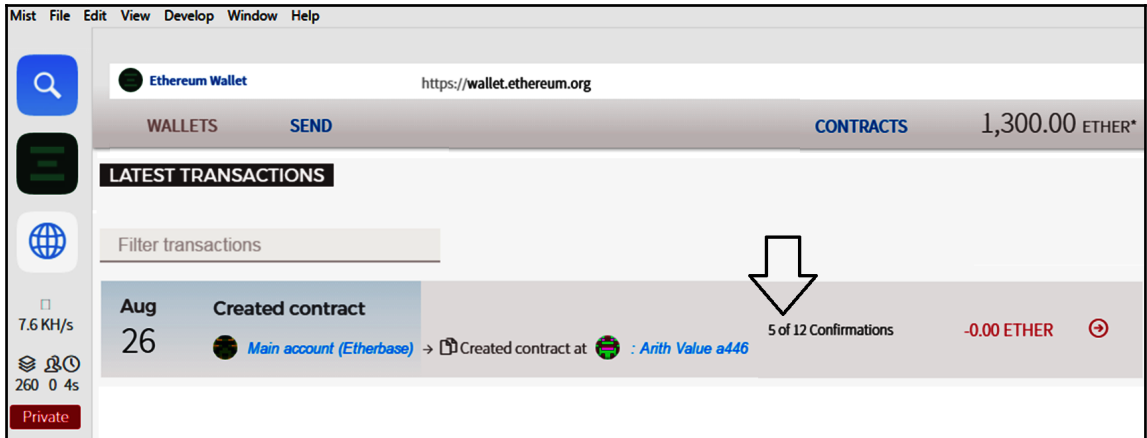 Mist File Edit View Develop Window Help
Ethereum Wallet https://wallet.ethereum.org
WALLETS SEND CONTRACTS 1,300.00 ETHER*
LATEST TRANSACTIONS
Filter transactions
Aug
26
Created contract
Main account (Etherbase) → Created contract at : Arith Value a446
5 of 12 Confirmations
-0.00 ETHER
7.6 KH/s
260 0 4s
Private